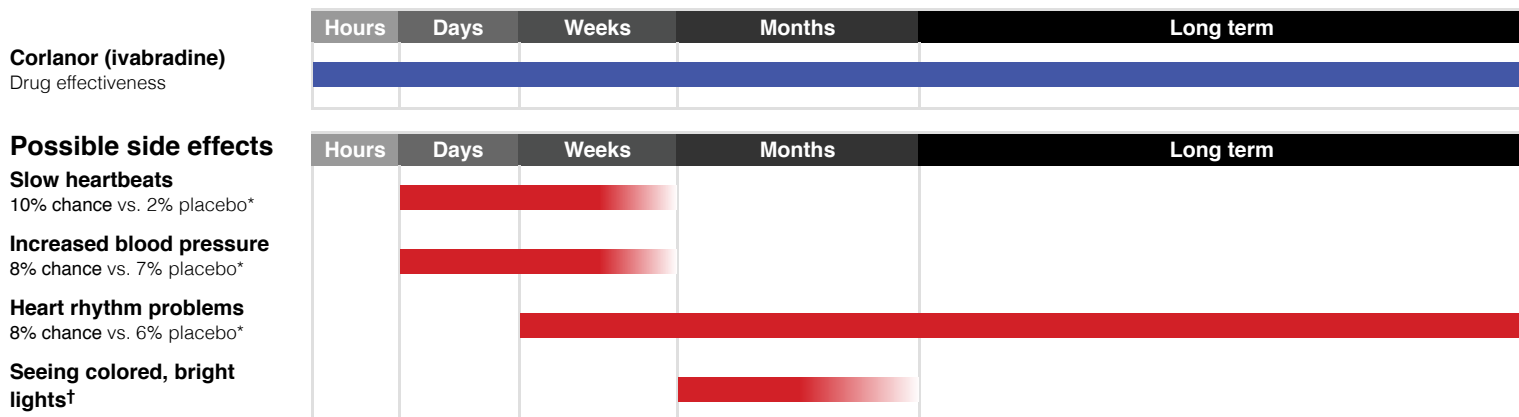 Hours Days Weeks Months Long term
Corlanor (ivabradine)
Drug effectiveness
Possible side effects Hours Days Weeks Months Long term
Slow heartbeats
10% chance vs. 2% placebo*
Increased blood pressure
8% chance vs. 7% placebo*
Heart rhythm problems
8% chance vs. 6% placebo*
Seeing colored, bright
lights†